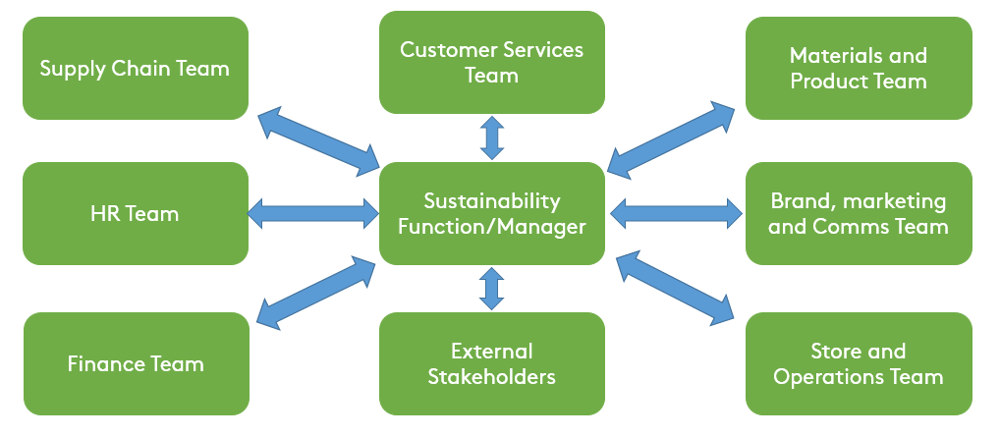 Supply Chain Team
Customer Services
Team
Materials and
Product Team
HR Team
Sustainability
Function/Manager
Brand, marketing
and Comms Team
Finance Team
External
Stakeholders
Store and
Operations Team